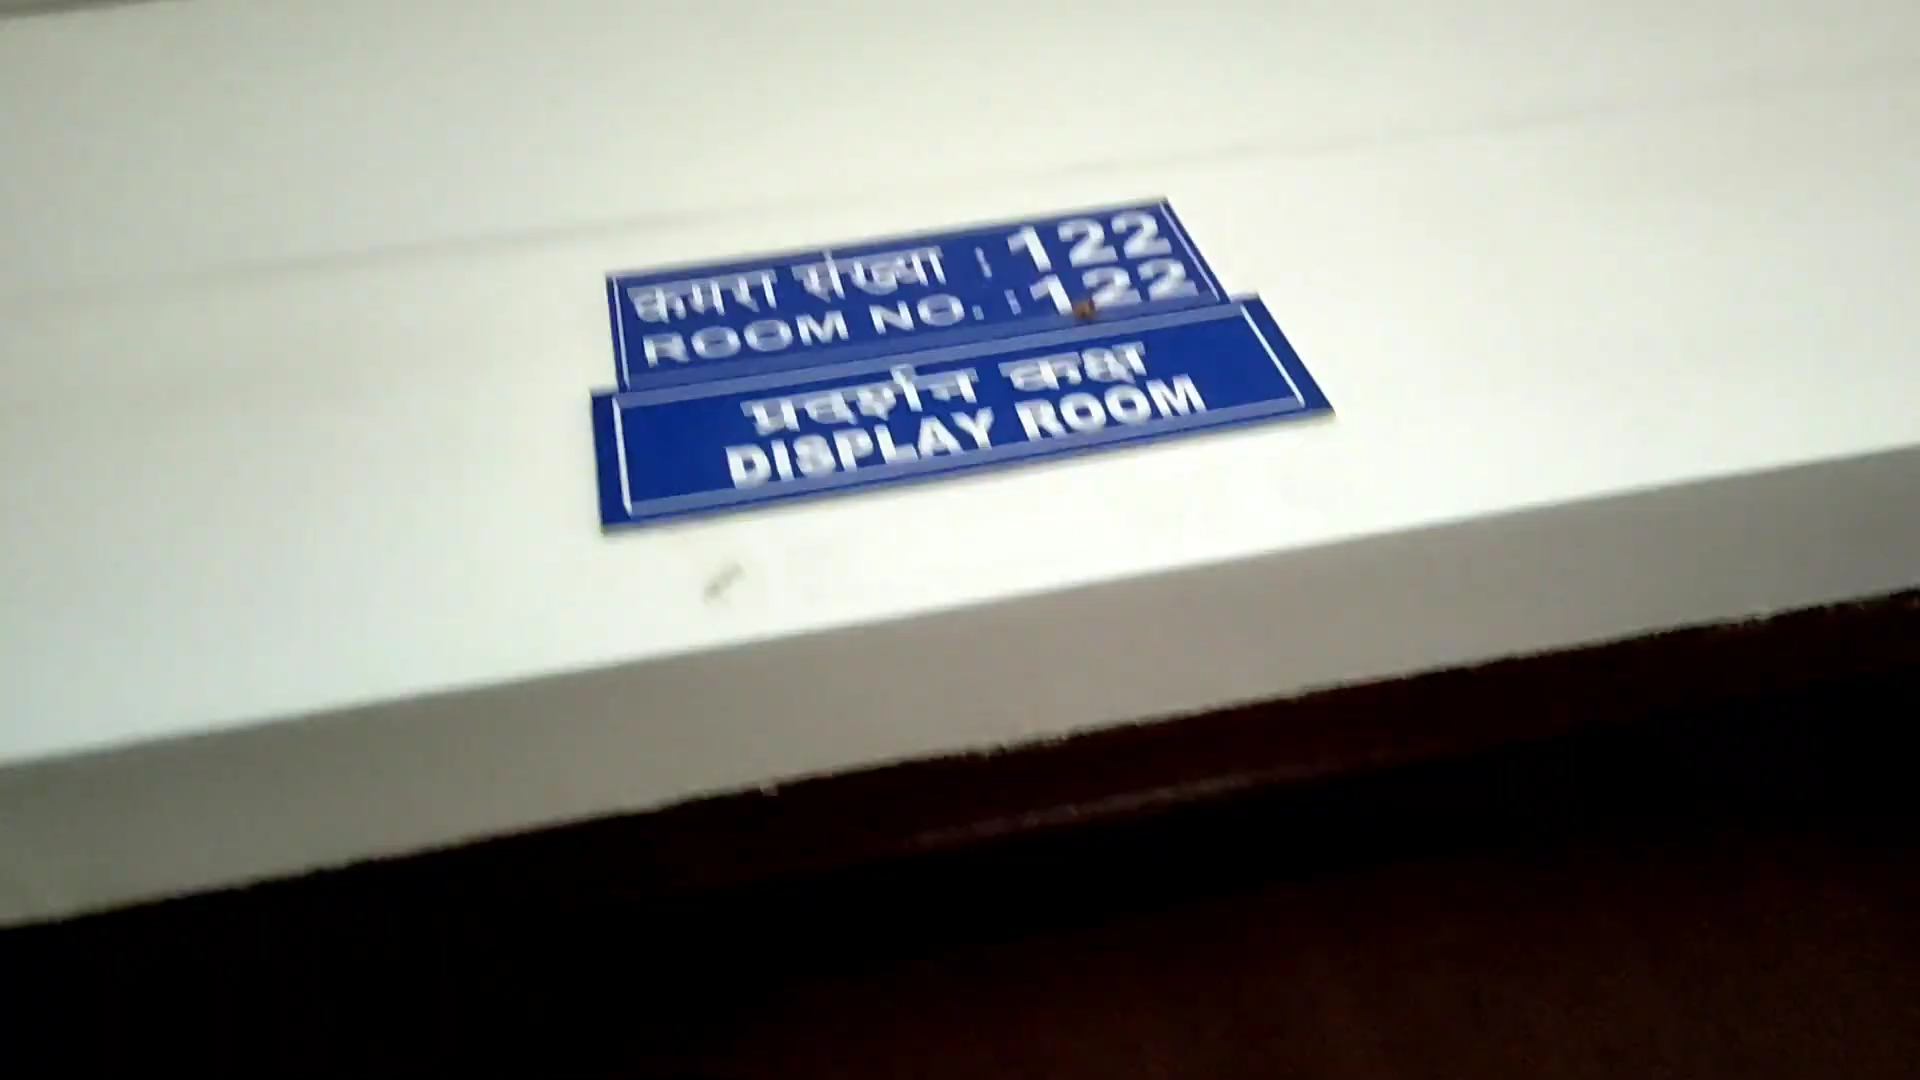 कमरा संख्या : 122
ROOM NO. : 122
प्रदर्शन कक्ष
DISPLAY ROOM